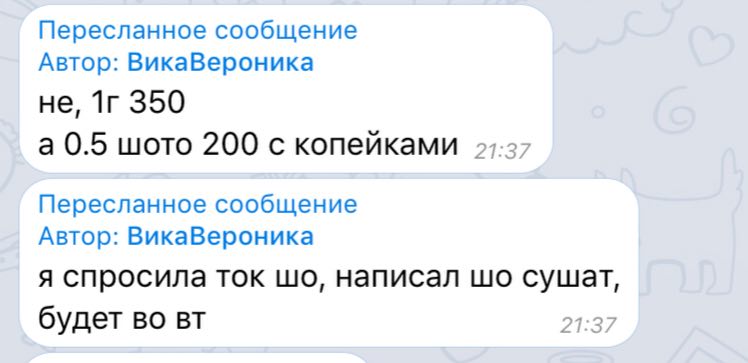 Пересланное сообщение
Автор: ВикаВероника
не, 1г 350
а 0.5 шото 200 с копейками 21:37
Пересланное сообщение
Автор: ВикаВероника
я спросила ток шо, написал шо сушат,
будет во вт 21:37